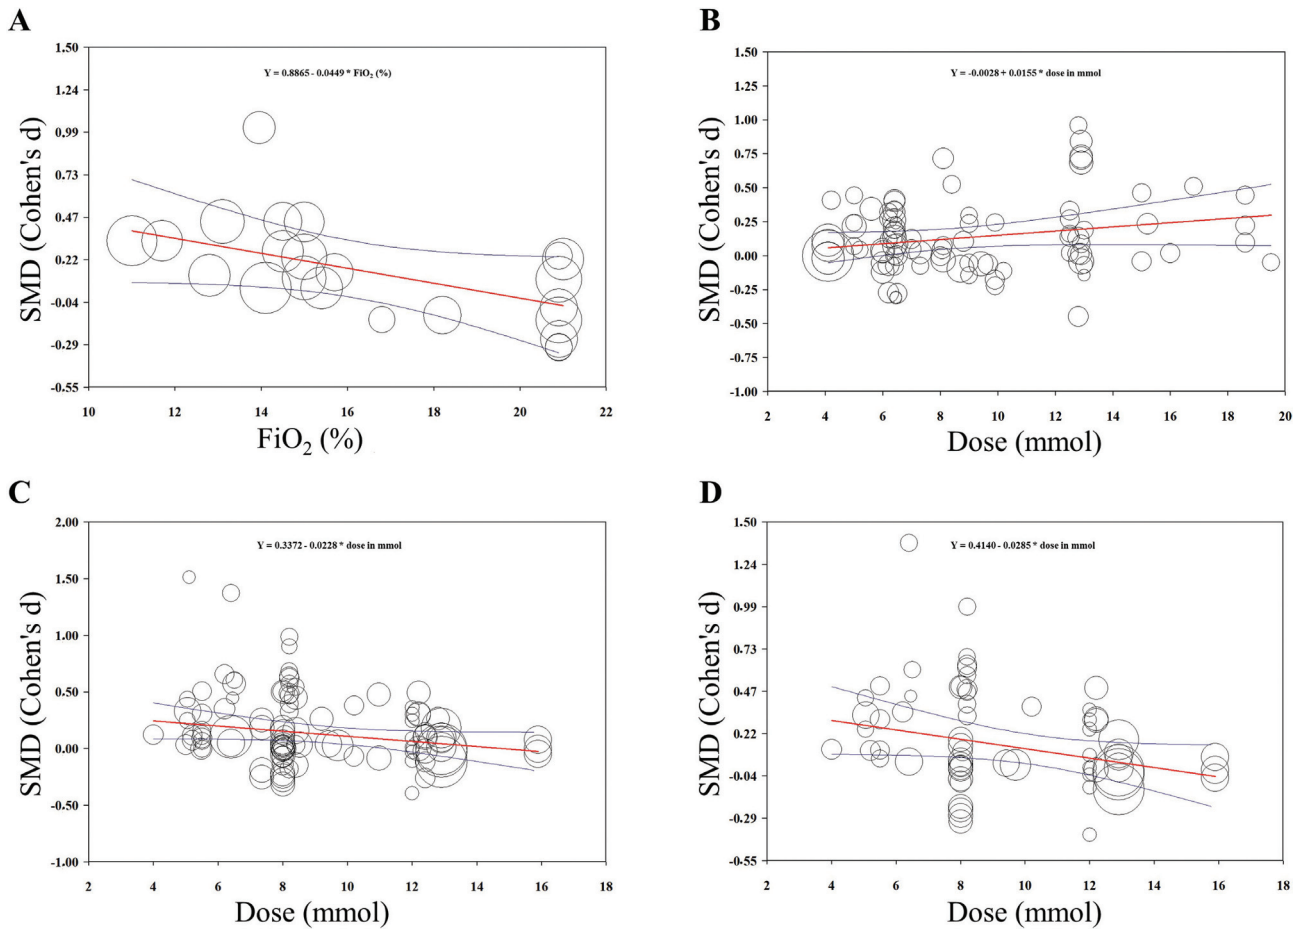 A
1.50
1.24
0.99
0.73
0.47
0.22
-0.04
-0.29
-0.55
SMD (Cohen's d)
Y = 0.8865 - 0.0449 * FiO2 (%)
10 12 14 16 18 20 22
FiO2 (%)
B
1.50
1.25
1.00
0.75
0.50
0.25
0.00
-0.25
-0.50
-0.75
-1.00
SMD (Cohen's d)
Y = -0.0028 + 0.0155 * dose in mmol
2 4 6 8 10 12 14 16 18 20
Dose (mmol)
C
2.00
1.50
1.00
0.50
0.00
-0.50
-1.00
SMD (Cohen's d)
Y = 0.3372 - 0.0228 * dose in mmol
2 4 6 8 10 12 14 16 18
Dose (mmol)
D
1.50
1.24
0.99
0.73
0.47
0.22
-0.04
-0.29
-0.55
SMD (Cohen's d)
Y = 0.4140 - 0.0285 * dose in mmol
2 4 6 8 10 12 14 16 18
Dose (mmol)